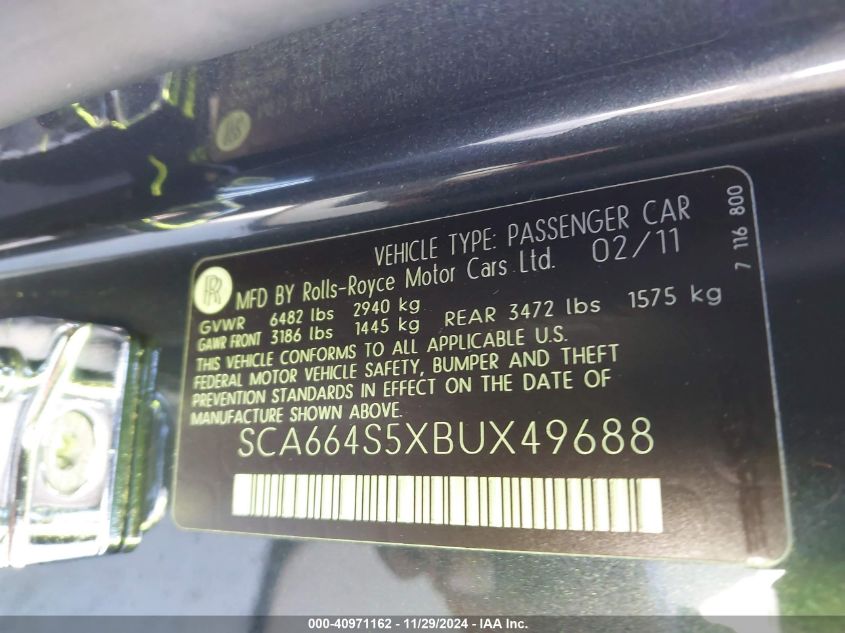 VEHICLE TYPE: PASSENGER CAR
RR MFD BY Rolls-Royce Motor Cars Ltd. 02/11
GVWR 6482 lbs 2940 kg
GAWR FRONT 3186 lbs 1445 kg REAR 3472 lbs 1575 kg
THIS VEHICLE CONFORMS TO ALL APPLICABLE U.S.
FEDERAL MOTOR VEHICLE SAFETY, BUMPER AND THEFT
PREVENTION STANDARDS IN EFFECT ON THE DATE OF
MANUFACTURE SHOWN ABOVE.
SCA664S5XBUX49688
7 116 800
000-40971162 - 11/29/2024 - IAA Inc.